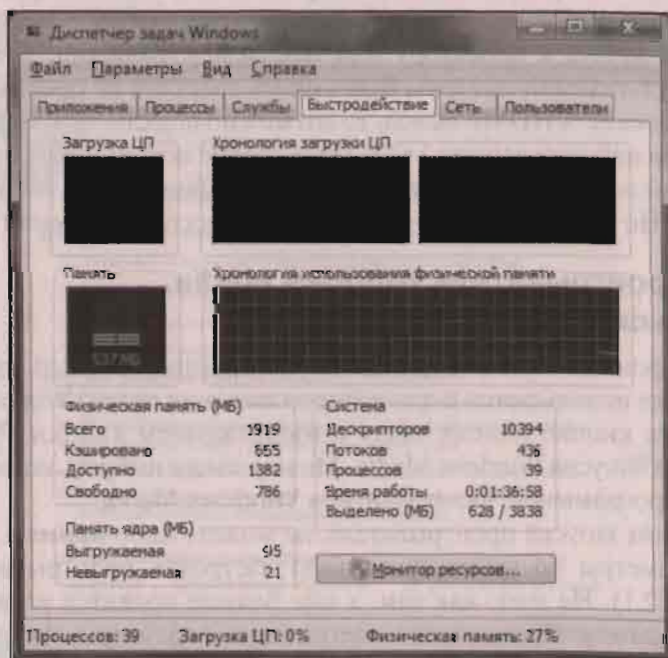 Диспетчер задач Windows
Файл Параметры Вид Справка
Приложения Процессы Службы Быстродействие Сеть Пользователи
Загрузка ЦП Хронология загрузки ЦП
Память Хронология использования физической памяти
537 МБ
Физическая память (МБ)
Всего 1919
Кэшировано 655
Доступно 1382
Свободно 786
Память ядра (МБ)
Выгружаемая 95
Невыгружаемая 21
Система
Дескрипторов 10394
Потоков 436
Процессов 39
Время работы 0:01:36:58
Выделено (МБ) 628 / 3838
Монитор ресурсов...
Процессов: 39 Загрузка ЦП: 0% Физическая память: 27%